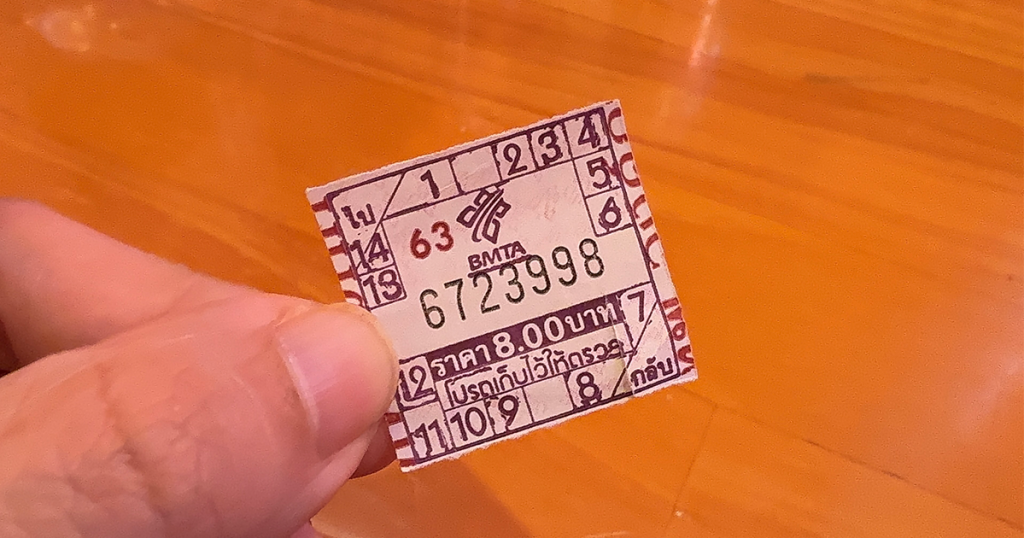 ไป 1 2 3 4
14 63 5
13 BMTA 6
6723998
ราคา 8.00 บาท 7
12 โปรดเก็บไว้ให้ตรวจ
11 10 9 8 กลับ